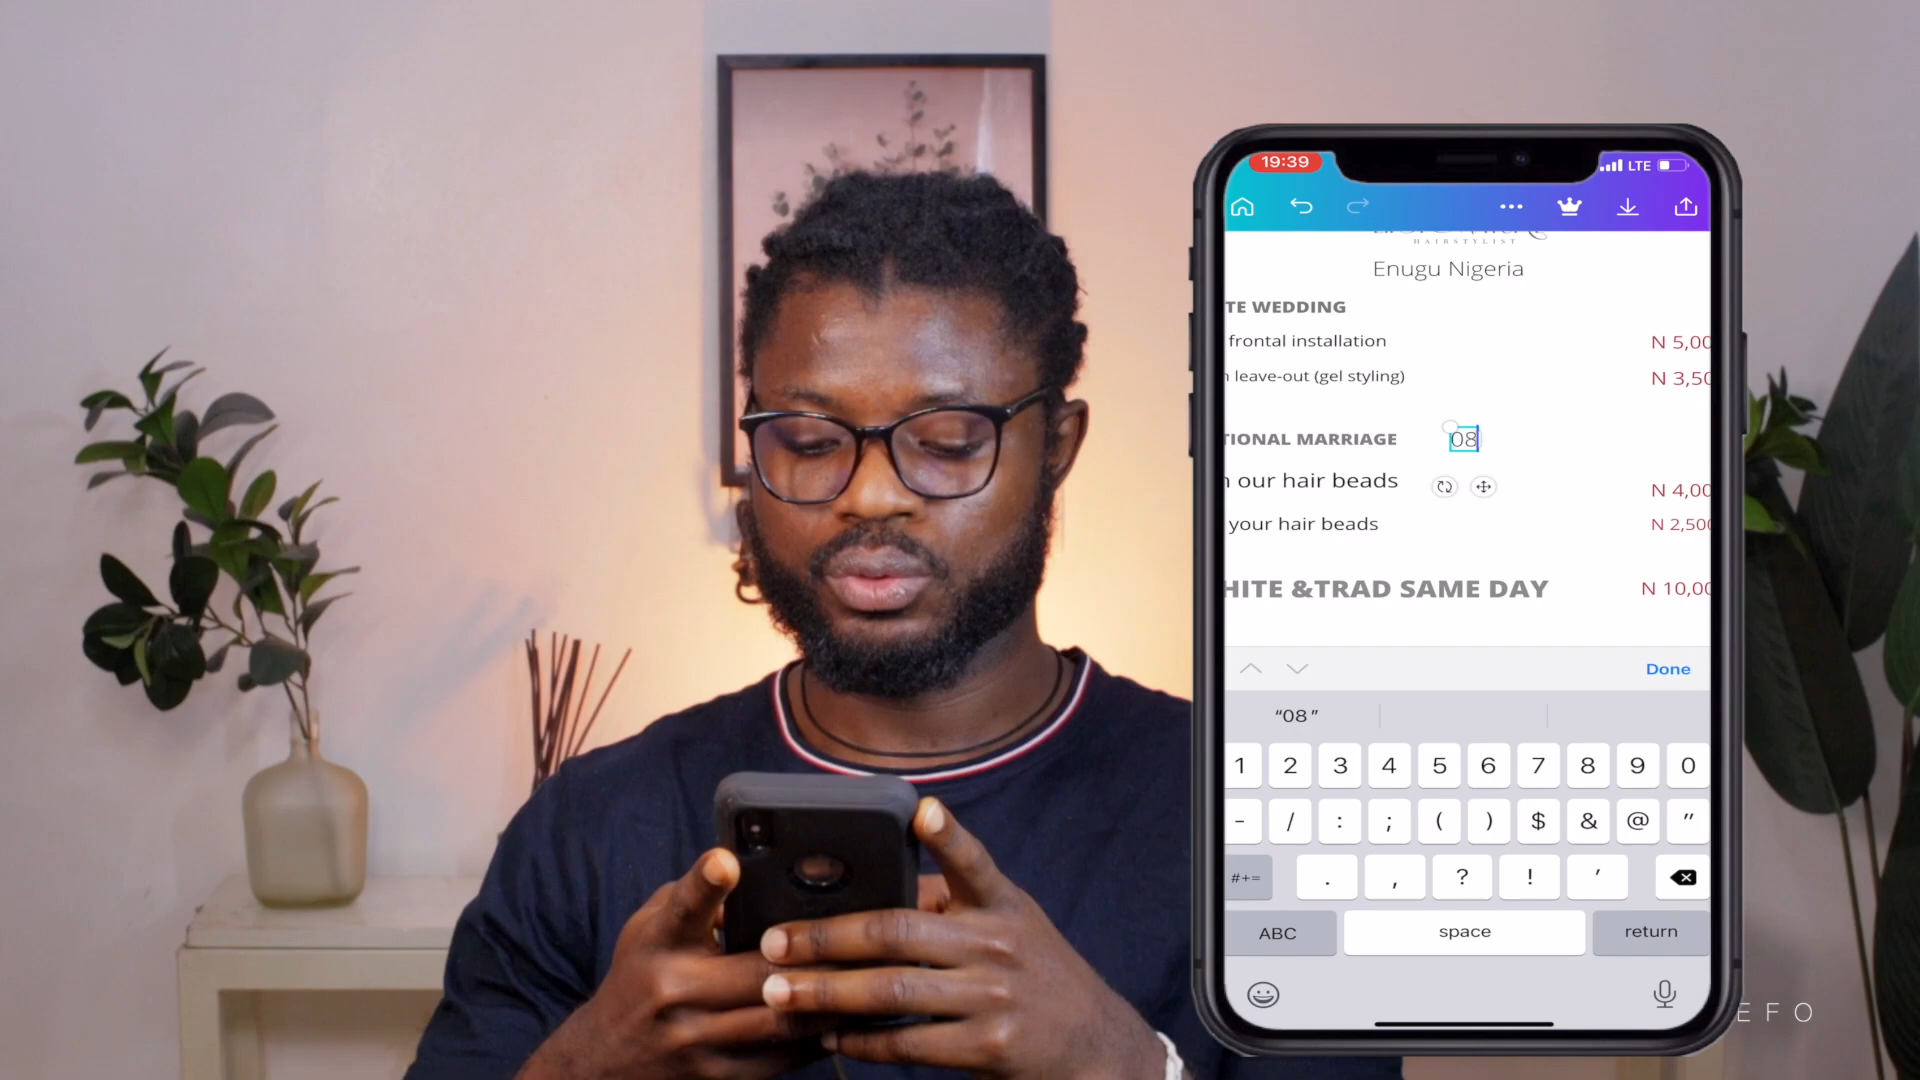 19:39
LTE
HAIRSTYLIST
Enugu Nigeria
TE WEDDING
frontal installation
N 5,00
leave-out (gel styling)
N 3,50
TIONAL MARRIAGE
08
our hair beads
N 4,00
your hair beads
N 2,500
HITE &TRAD SAME DAY
N 10,00
Done
“08”
1 2 3 4 5 6 7 8 9 0
- / : ; ( ) $ & @ "
#+= . , ? ! '
ABC space return
EFO